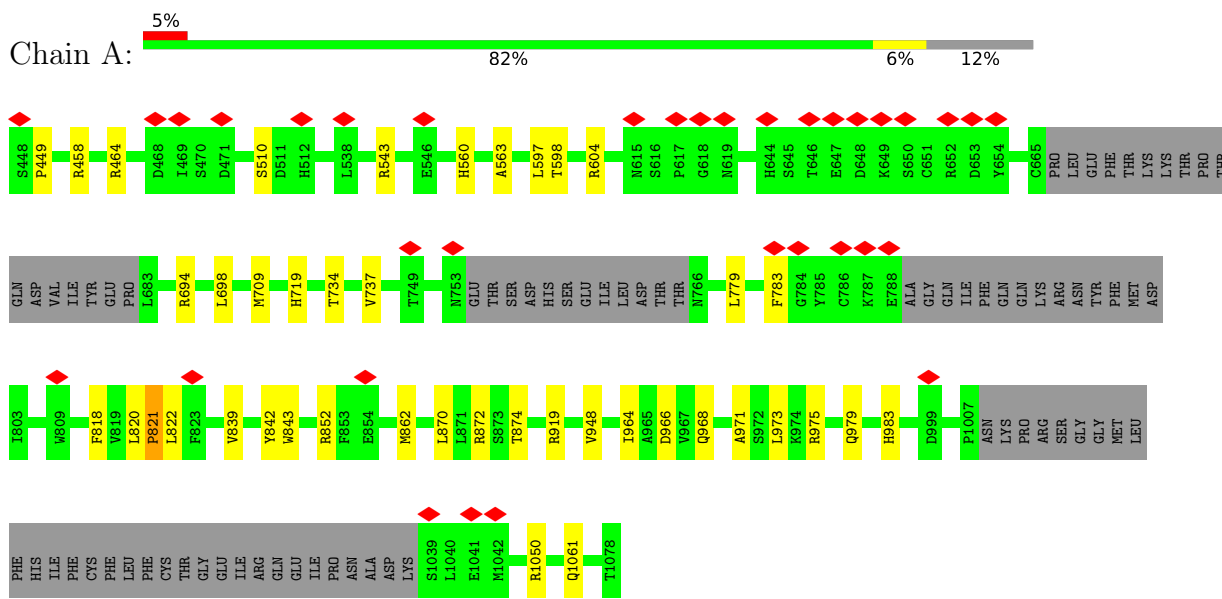 5%
Chain A:
82% 6% 12%
S448 P449 R458 R464 D468 I469 S470 D471 S510 D511 H512 L538 R543 E546 H560 A563 L597 T598 R604 N615 S616 P617 G618 N619 H644 S645 T646 E647 D648 K649 S650 C651 R652 D653 Y654 C665 PRO LEU GLU PHE THR LYS LYS THR PRO THR
GLN ASP VAL ILE TYR GLU PRO L683 R694 L698 M709 H719 T734 V737 T749 N753 GLU THR SER ASP HIS SER GLU ILE LEU ASP THR THR N766 L779 F783 G784 Y785 C786 K787 E788 ALA GLY GLN ILE PHE GLN GLN LYS ARG ASN TYR PHE MET ASP
I803 W809 F818 V819 L820 P821 L822 F823 V839 Y842 W843 R852 F853 E854 M862 L870 L871 R872 S873 T874 R919 V948 I964 A965 D966 V967 Q968 A971 S972 L973 K974 R975 Q979 H983 D999 P1007 ASN LYS PRO ARG SER GLY GLY MET LEU
PHE HIS ILE PHE CYS PHE LEU PHE CYS THR GLY GLU ILE ARG GLN GLU ILE PRO ASN ALA ASP LYS S1039 L1040 E1041 M1042 R1050 Q1061 T1078